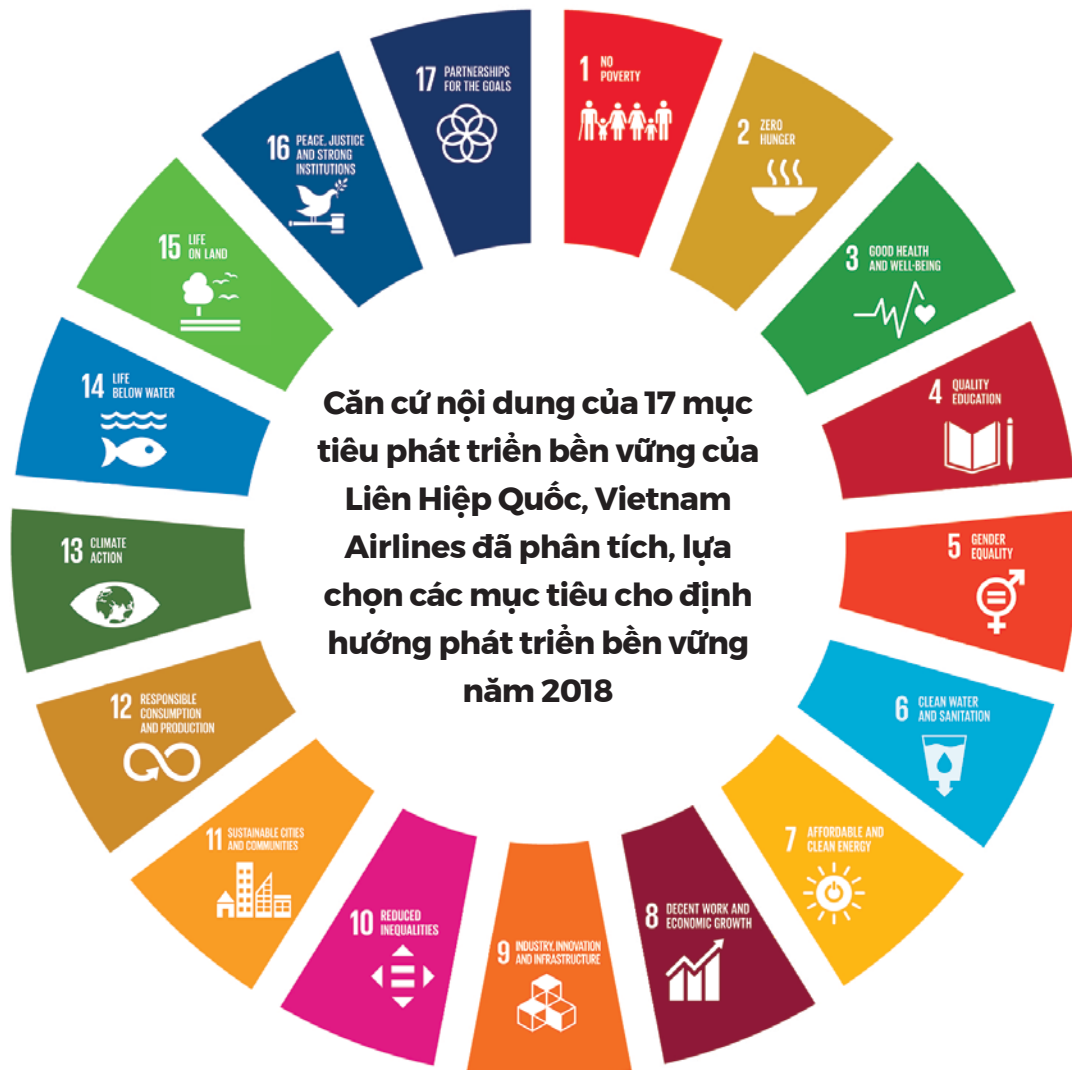 1 NO
POVERTY
2 ZERO
HUNGER
3 GOOD HEALTH
AND WELL-BEING
4 QUALITY
EDUCATION
5 GENDER
EQUALITY
6 CLEAN WATER
AND SANITATION
7 AFFORDABLE AND
CLEAN ENERGY
8 DECENT WORK AND
ECONOMIC GROWTH
9 INDUSTRY, INNOVATION
AND INFRASTRUCTURE
10 REDUCED
INEQUALITIES
11 SUSTAINABLE CITIES
AND COMMUNITIES
12 RESPONSIBLE
CONSUMPTION
AND PRODUCTION
13 CLIMATE
ACTION
14 LIFE
BELOW WATER
15 LIFE
ON LAND
16 PEACE, JUSTICE
AND STRONG
INSTITUTIONS
17 PARTNERSHIPS
FOR THE GOALS
Căn cứ nội dung của 17 mục
tiêu phát triển bền vững của
Liên Hiệp Quốc, Vietnam
Airlines đã phân tích, lựa
chọn các mục tiêu cho định
hướng phát triển bền vững
năm 2018